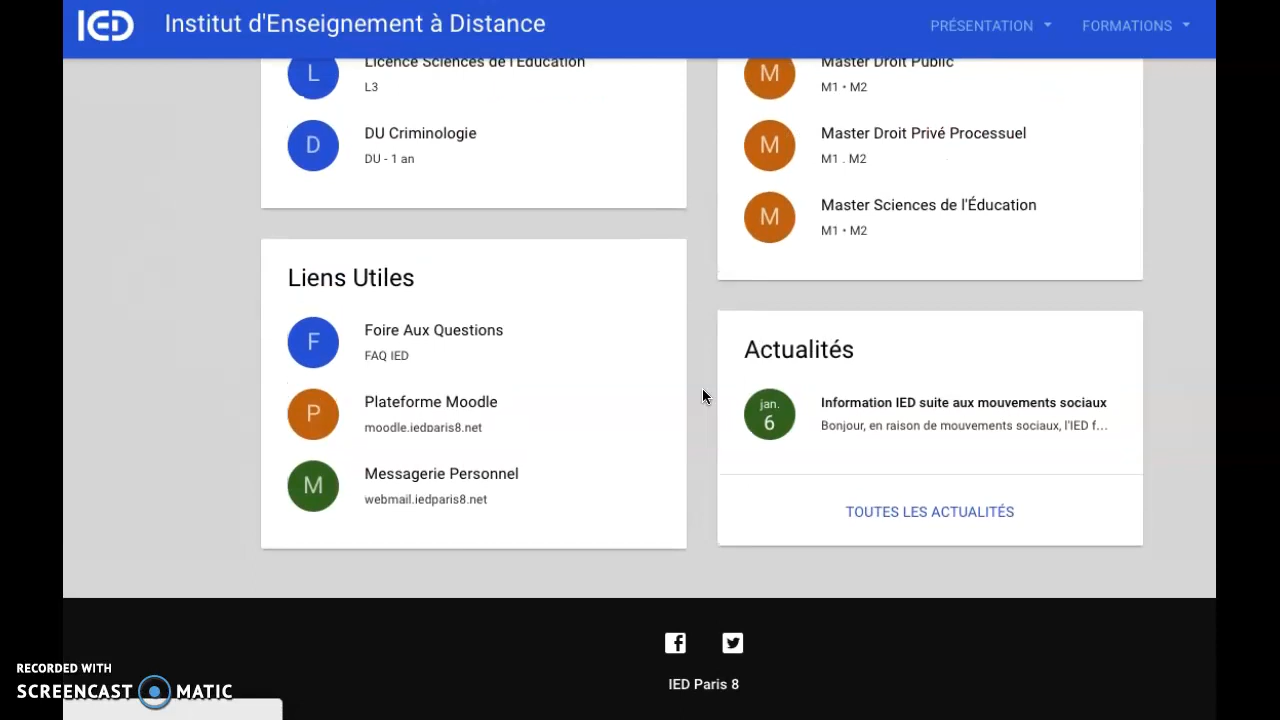 IED
Institut d'Enseignement à Distance
PRÉSENTATION
FORMATIONS
L
Licence Sciences de l'Éducation
L3
D
DU Criminologie
DU - 1 an
M
Master Droit Public
M1 • M2
M
Master Droit Privé Processuel
M1 . M2
M
Master Sciences de l'Éducation
M1 • M2
Liens Utiles
F
Foire Aux Questions
FAQ IED
P
Plateforme Moodle
moodle.iedparis8.net
M
Messagerie Personnel
webmail.iedparis8.net
Actualités
jan.
6
Information IED suite aux mouvements sociaux
Bonjour, en raison de mouvements sociaux, l'IED f...
TOUTES LES ACTUALITÉS
IED Paris 8
RECORDED WITH
SCREENCAST MATIC